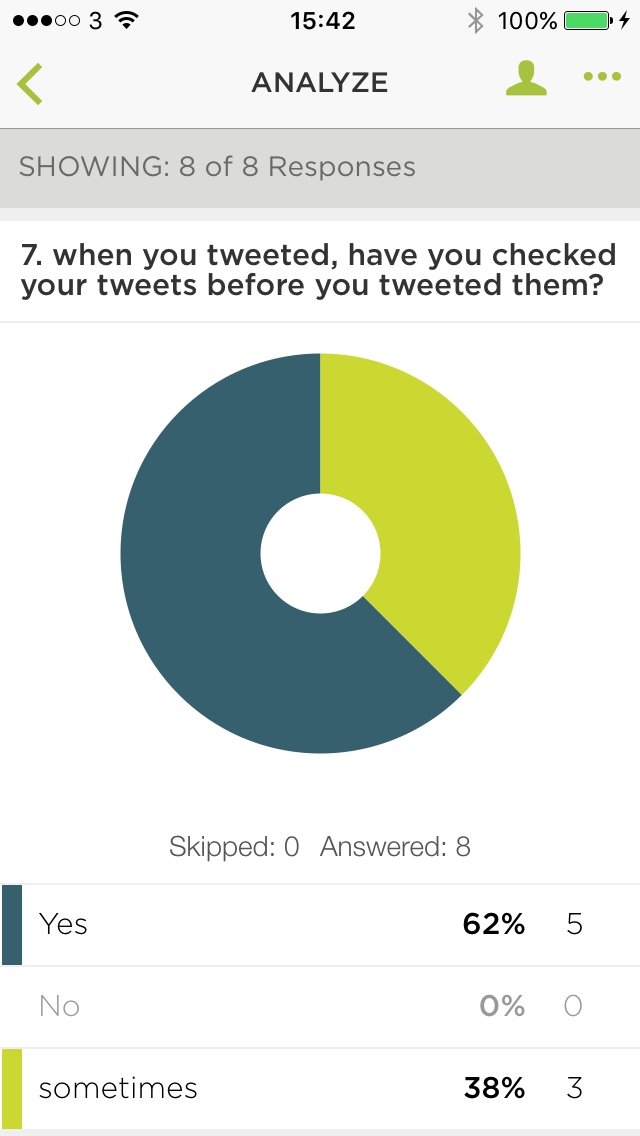 3 15:42 100%
ANALYZE
SHOWING: 8 of 8 Responses
7. when you tweeted, have you checked
your tweets before you tweeted them?
Skipped: 0 Answered: 8
Yes 62% 5
No 0% 0
sometimes 38% 3